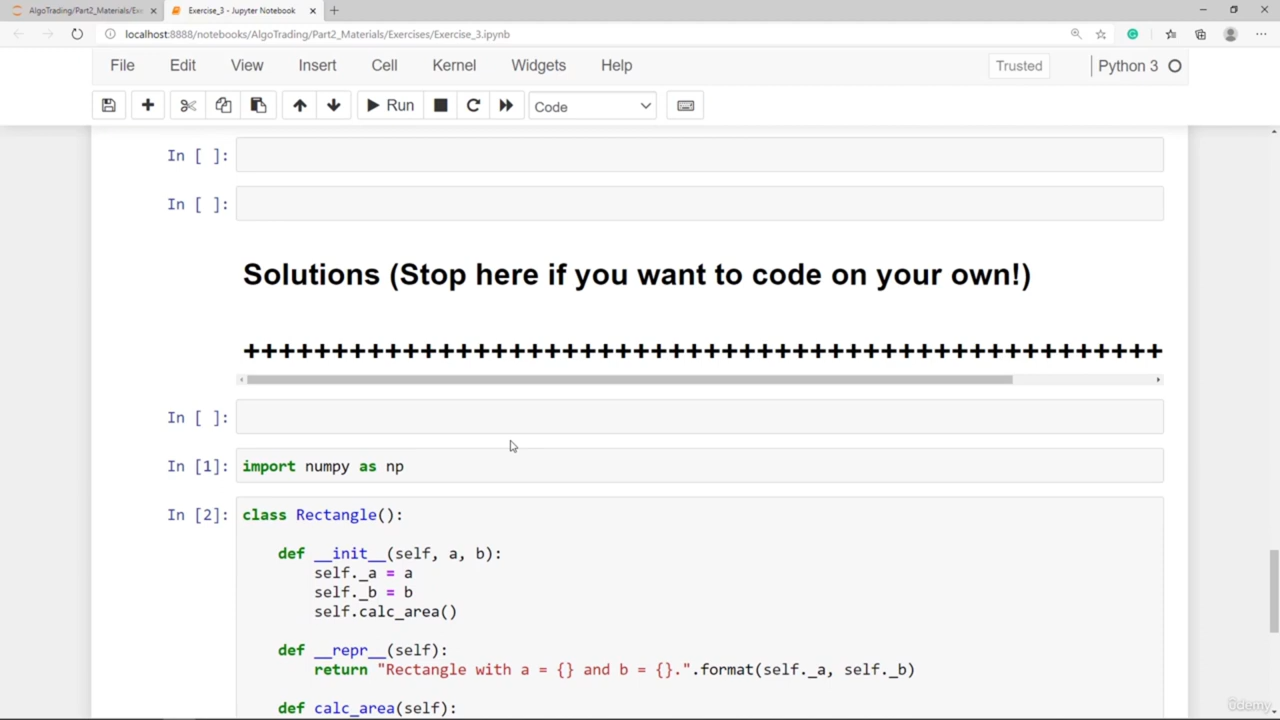 AlgoTrading/Part2_Materials/Exe
Exercise_3 - Jupyter Notebook
localhost:8888/notebooks/AlgoTrading/Part2_Materials/Exercises/Exercise_3.ipynb
File Edit View Insert Cell Kernel Widgets Help Trusted Python 3
Run Code
In [ ]:
In [ ]:
Solutions (Stop here if you want to code on your own!)
++++++++++++++++++++++++++++++++++++++++++++++++++++
In [ ]:
In [1]: import numpy as np
In [2]: class Rectangle():
def __init__(self, a, b):
self._a = a
self._b = b
self.calc_area()
def __repr__(self):
return "Rectangle with a = {} and b = {}.".format(self._a, self._b)
def calc_area(self):
ûdemy